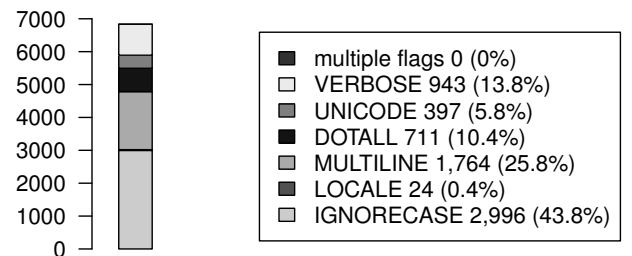 7000
6000
5000
4000
3000
2000
1000
0
multiple flags 0 (0%)
VERBOSE 943 (13.8%)
UNICODE 397 (5.8%)
DOTALL 711 (10.4%)
MULTILINE 1,764 (25.8%)
LOCALE 24 (0.4%)
IGNORECASE 2,996 (43.8%)